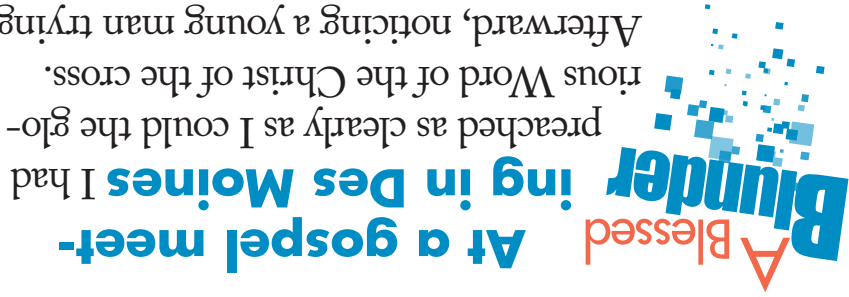 A Blessed
Blunder
At a gospel meet-
ing in Des Moines I had
preached as clearly as I could the glo-
rious Word of the Christ of the cross.
Afterward, noticing a young man trying